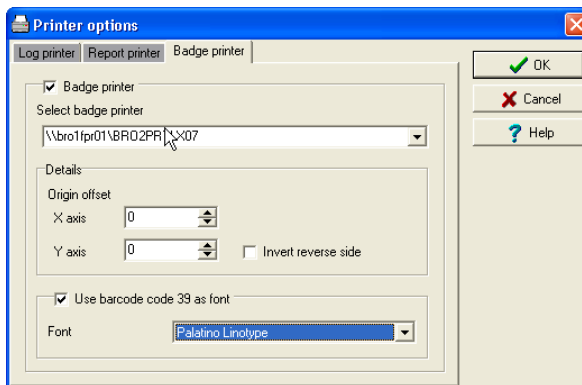 Printer options
Log printer Report printer Badge printer
OK
Cancel
Help
Badge printer
Select badge printer
Details
Origin offset
X axis 0
Y axis 0 Invert reverse side
Use barcode code 39 as font
Font Palatino Linotype